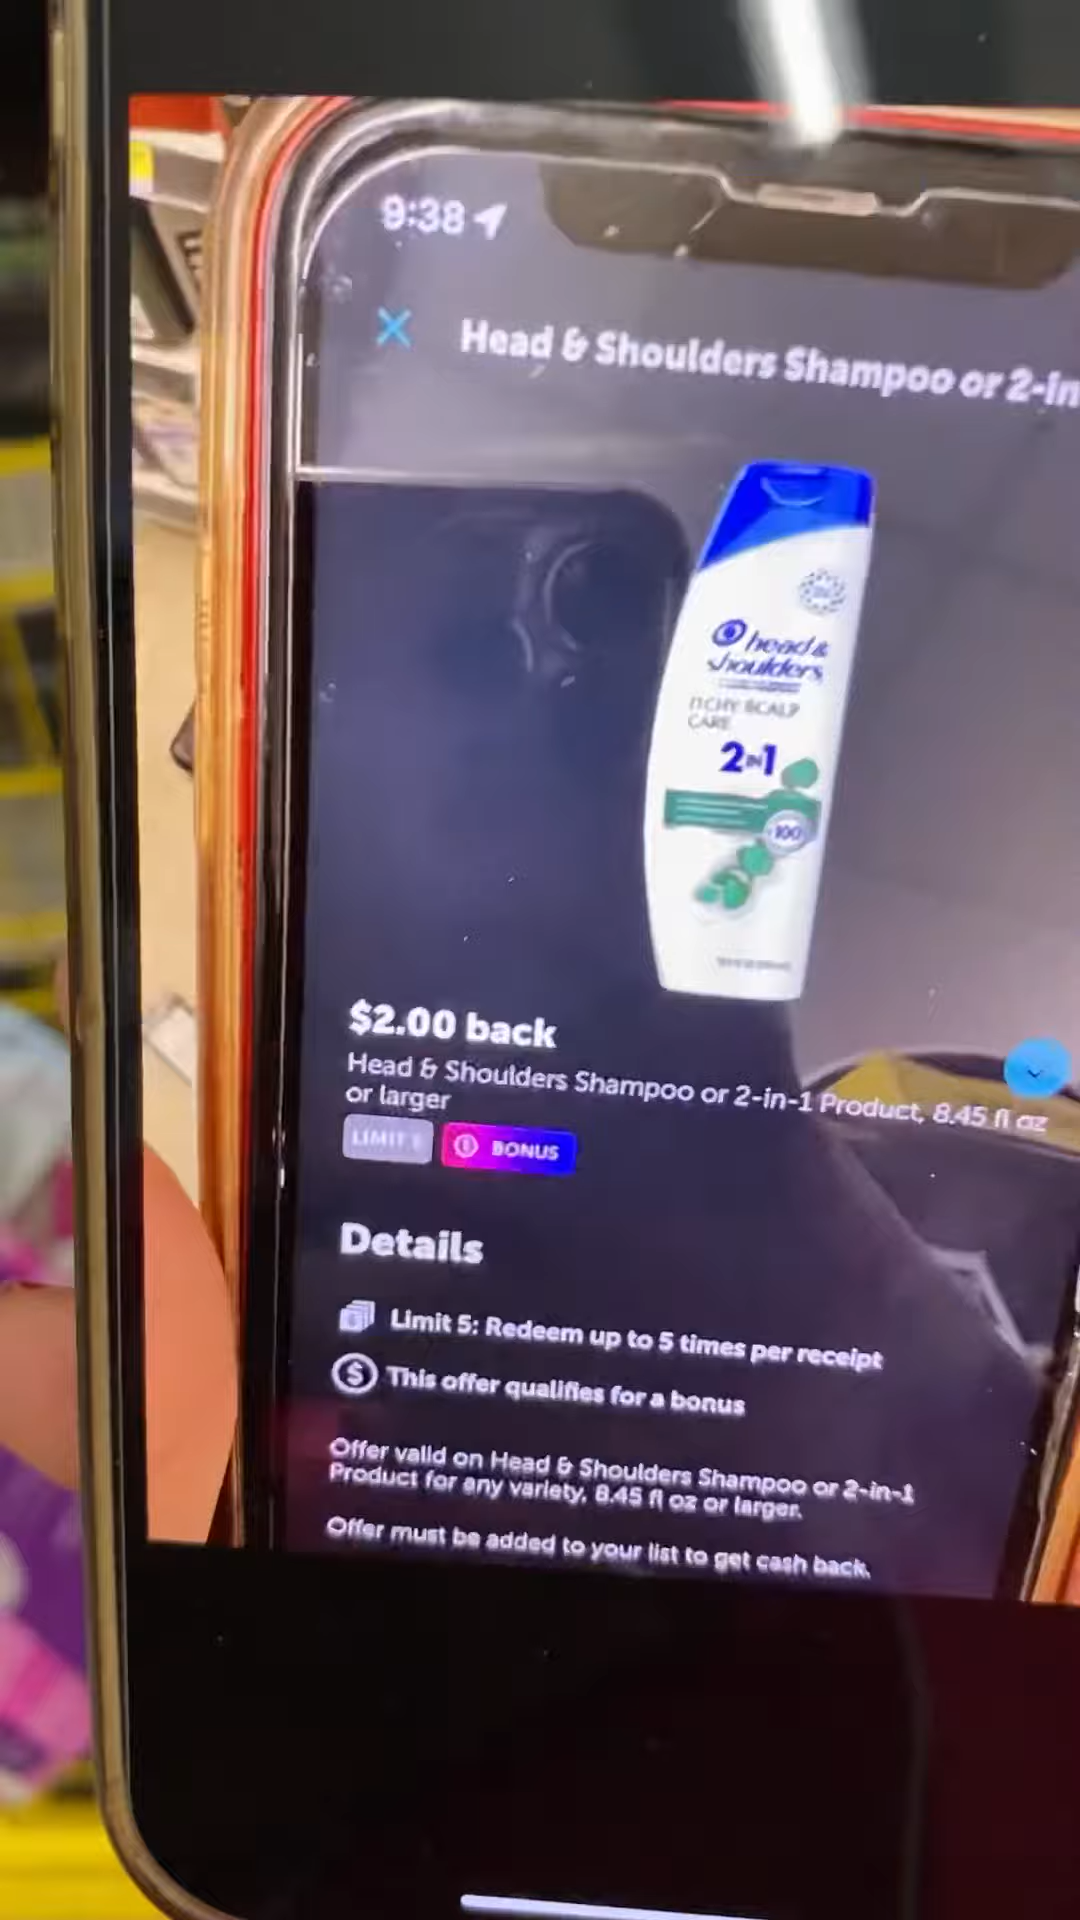 9:38
Head & Shoulders Shampoo or 2-in
head &
shoulders
ITCHY SCALP
CARE
2IN1
100
$2.00 back
Head & Shoulders Shampoo or 2-in-1 Product, 8.45 fl oz
or larger
LIMIT
BONUS
Details
Limit 5: Redeem up to 5 times per receipt
This offer qualifies for a bonus
Offer valid on Head & Shoulders Shampoo or 2-in-1
Product for any variety, 8.45 fl oz or larger.
Offer must be added to your list to get cash back.